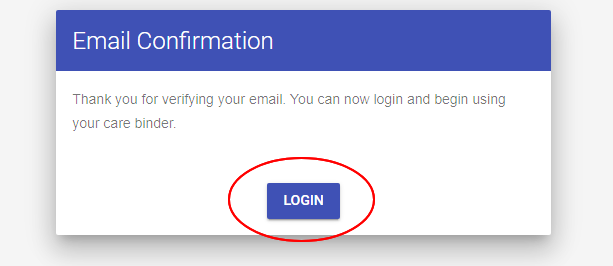 Email Confirmation
Thank you for verifying your email. You can now login and begin using
your care binder.
LOGIN